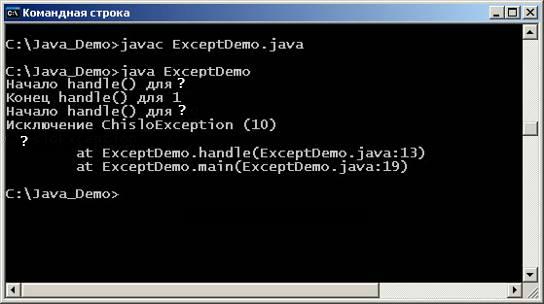 Командная строка
C:\Java_Demo>javac ExceptDemo.java
C:\Java_Demo>java ExceptDemo
Начало handle() для ?
Конец handle() для 1
Начало handle() для ?
Исключение ChisloException (10)
?
at ExceptDemo.handle(ExceptDemo.java:13)
at ExceptDemo.main(ExceptDemo.java:19)
C:\Java_Demo>